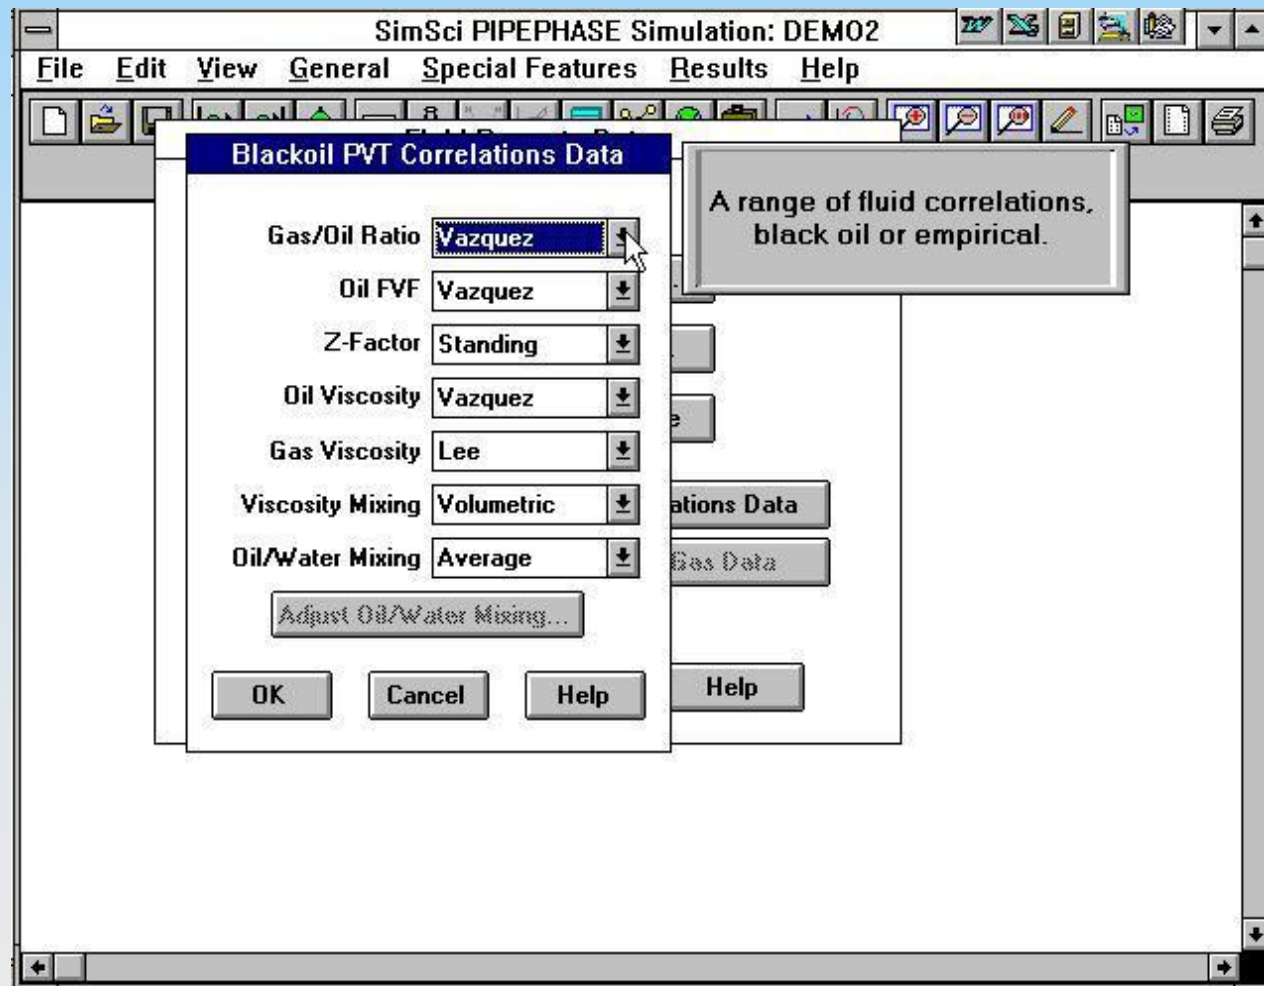 SimSci PIPEPHASE Simulation: DEMO2
File Edit View General Special Features Results Help
Blackoil PVT Correlations Data
A range of fluid correlations,
black oil or empirical.
Gas/Oil Ratio Vazquez
Oil FVF Vazquez
Z-Factor Standing
Oil Viscosity Vazquez
Gas Viscosity Lee
Viscosity Mixing Volumetric
ations Data
Oil/Water Mixing Average
Gas Data
Adjust Oil/Water Mixing...
OK Cancel Help
Help